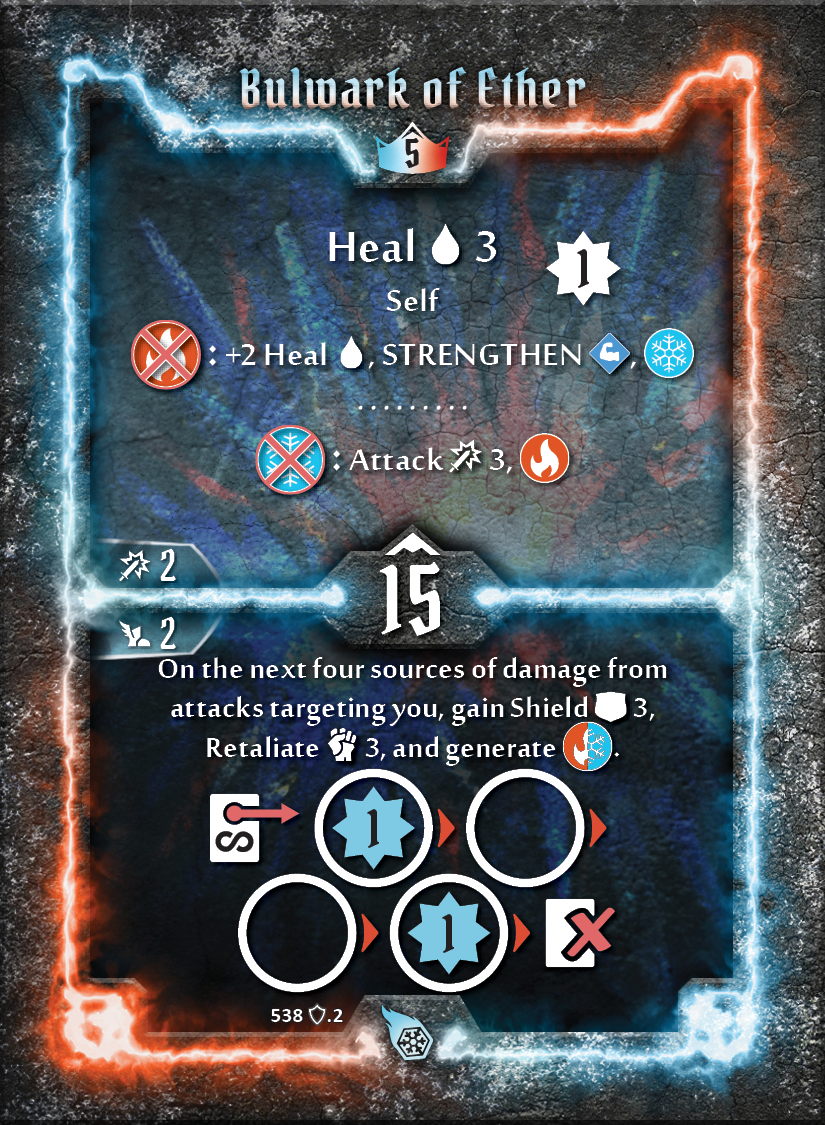 Bulwark of Ether
5
Heal 3
1
Self
: +2 Heal , STRENGTHEN ,
.........
: Attack 3,
2
15
2
On the next four sources of damage from
attacks targeting you, gain Shield 3,
Retaliate 3, and generate .
1
1
538 .2